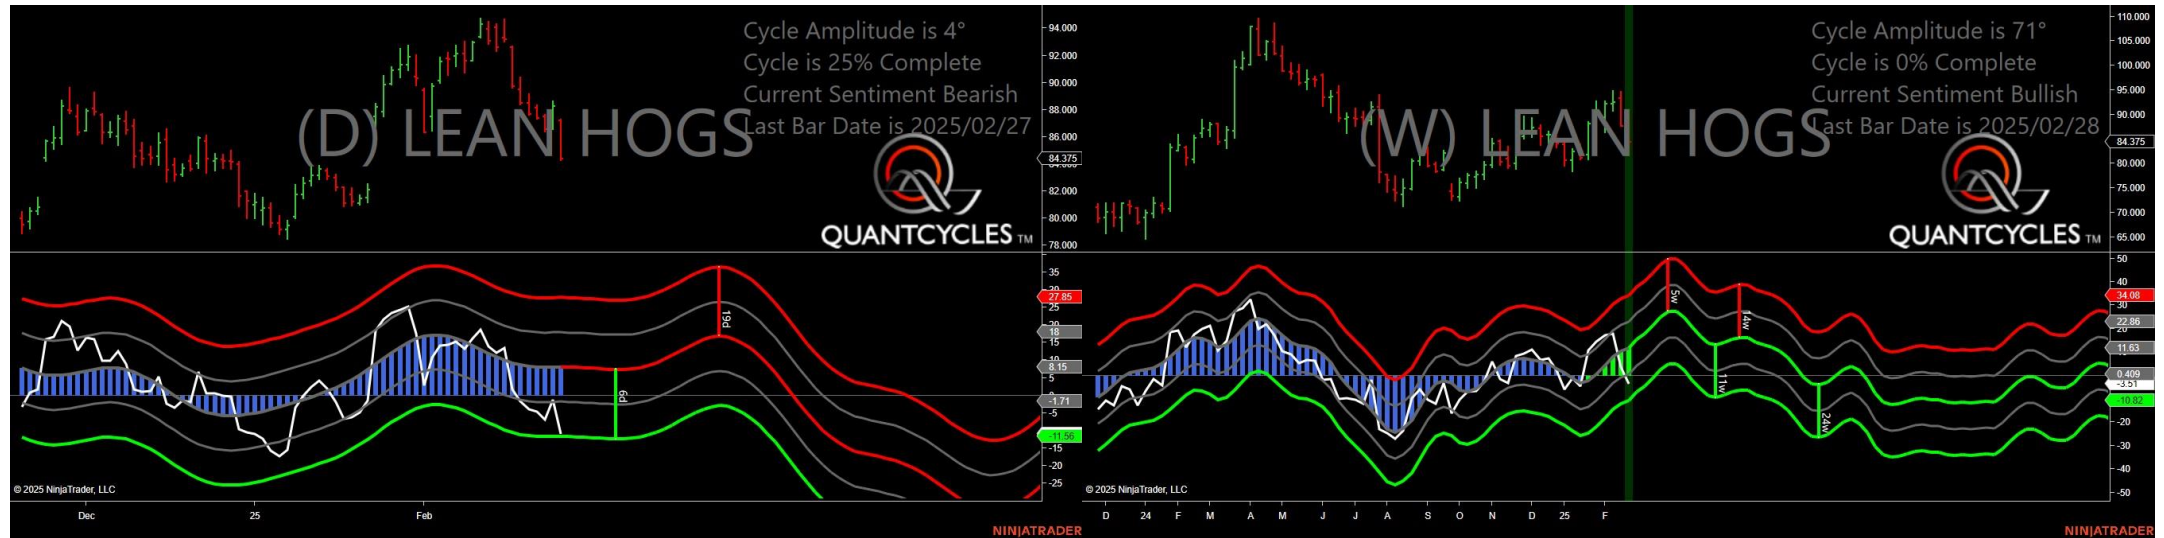 Cycle Amplitude is 4°
Cycle is 25% Complete
Current Sentiment Bearish
Last Bar Date is 2025/02/27
(D) LEAN HOGS
QUANTCYCLES TM
94.000
92.000
90.000
88.000
86.000
84.375
82.000
80.000
78.000
35
27.85
25
18
15
8.15
5
-1.71
-5
-11.56
-15
-20
-25
19d
6d
© 2025 NinjaTrader, LLC
Dec
25
Feb
NINJATRADER
Cycle Amplitude is 71°
Cycle is 0% Complete
Current Sentiment Bullish
Last Bar Date is 2025/02/28
(W) LEAN HOGS
QUANTCYCLES TM
110.000
105.000
100.000
95.000
90.000
84.375
80.000
75.000
70.000
65.000
50
40
34.08
30
22.86
20
11.63
0.409
-3.51
-10.82
-20
-30
-40
-50
5w
14w
11w
24w
© 2025 NinjaTrader, LLC
D
24
F
M
A
M
J
J
A
S
O
N
D
25
F
NINJATRADER